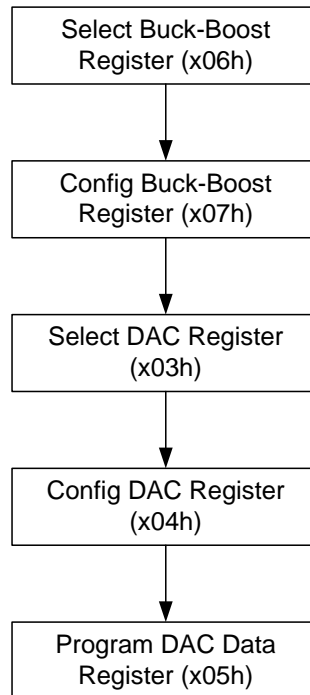 Select Buck-Boost
Register (x06h)
Config Buck-Boost
Register (x07h)
Select DAC Register
(x03h)
Config DAC Register
(x04h)
Program DAC Data
Register (x05h)